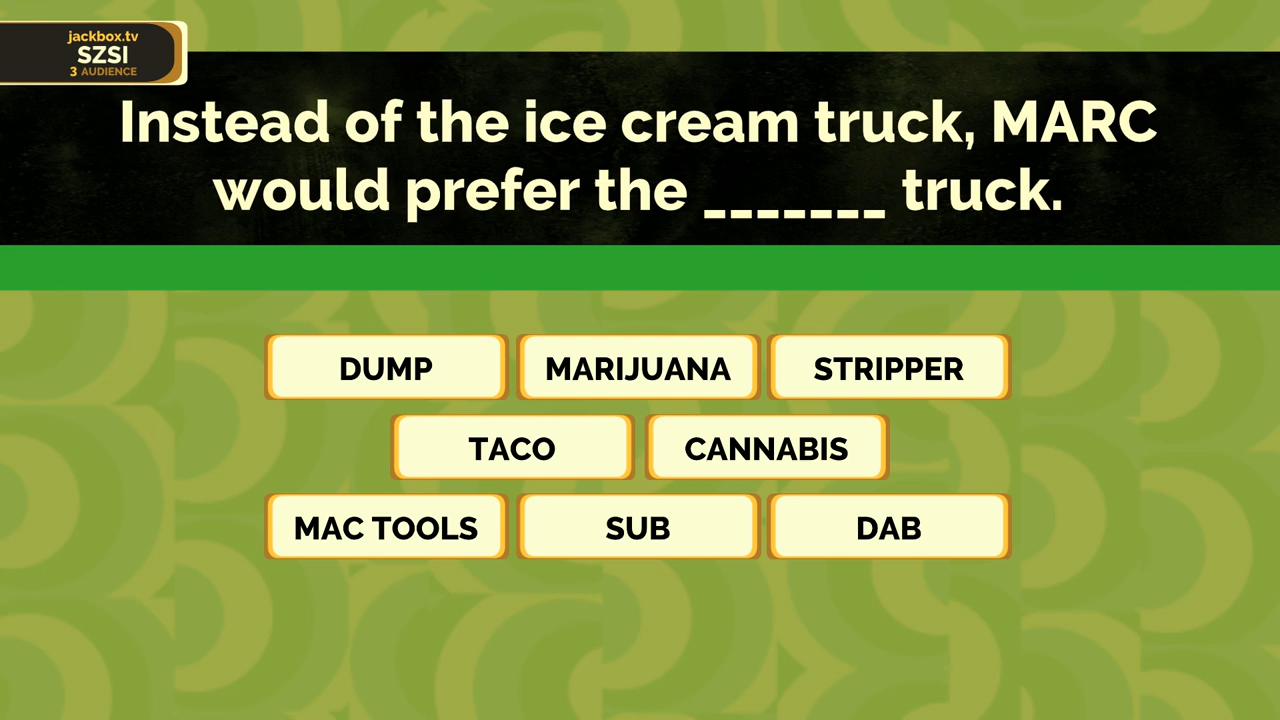 jackbox.tv
SZSI
3 AUDIENCE
Instead of the ice cream truck, MARC
would prefer the _______ truck.
DUMP
MARIJUANA
STRIPPER
TACO
CANNABIS
MAC TOOLS
SUB
DAB